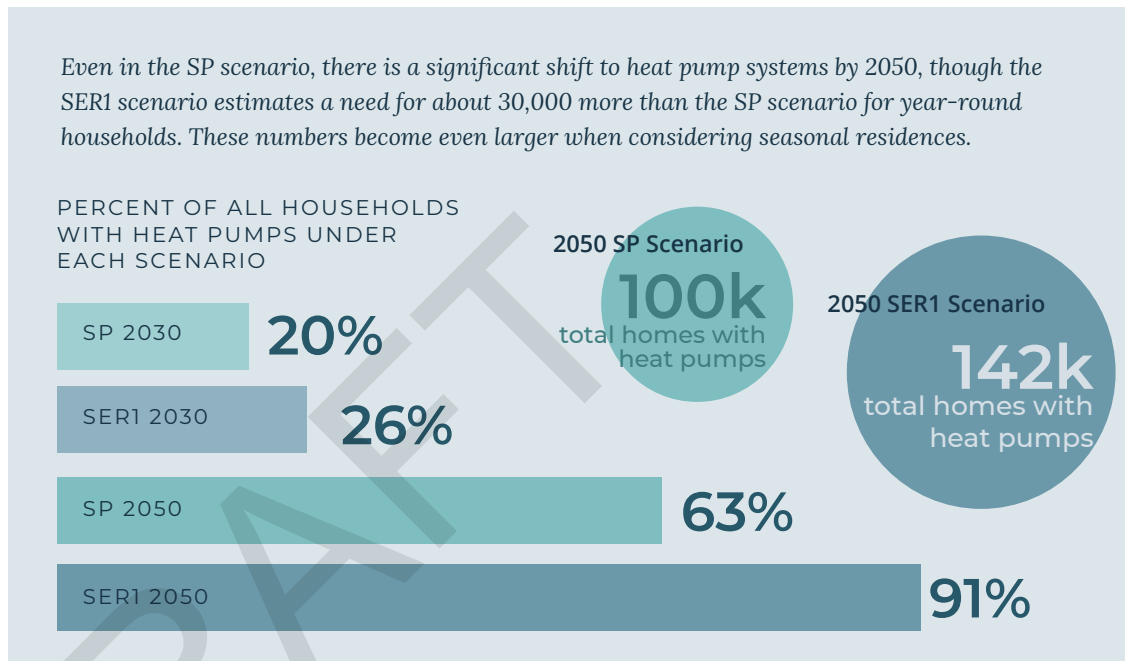 Even in the SP scenario, there is a significant shift to heat pump systems by 2050, though the
SER1 scenario estimates a need for about 30,000 more than the SP scenario for year-round
households. These numbers become even larger when considering seasonal residences.
PERCENT OF ALL HOUSEHOLDS
WITH HEAT PUMPS UNDER
EACH SCENARIO
2050 SP Scenario
100k
total homes with
heat pumps
2050 SER1 Scenario
142k
total homes with
heat pumps
SP 2030
20%
SER1 2030
26%
SP 2050
63%
SER1 2050
91%